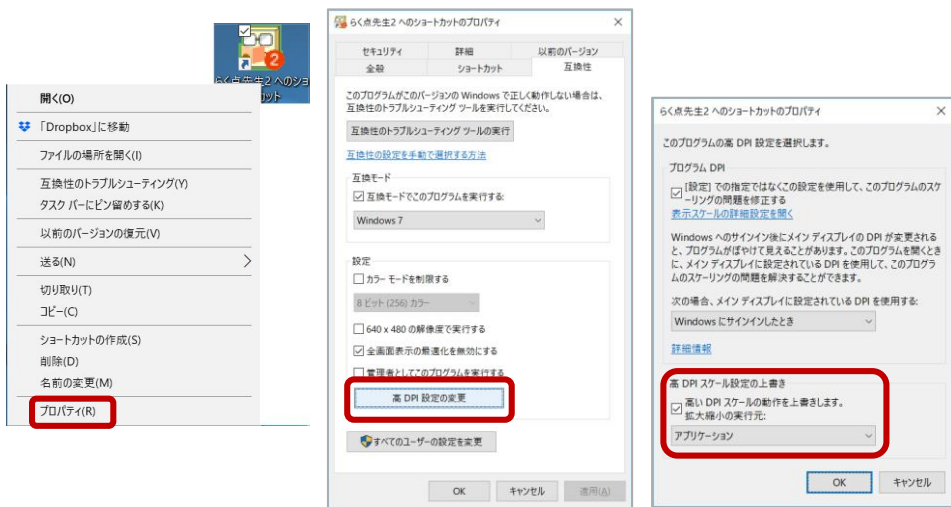 2
らく点先生2 へのショ
カット
開く(O)
「Dropbox」に移動
ファイルの場所を開く(I)
互換性のトラブルシューティング(Y)
タスク バーにピン留めする(K)
以前のバージョンの復元(V)
送る(N)
切り取り(T)
コピー(C)
ショートカットの作成(S)
削除(D)
名前の変更(M)
プロパティ(R)
らく点先生2 へのショートカットのプロパティ
セキュリティ 詳細 以前のバージョン
全般 ショートカット 互換性
このプログラムがこのバージョンの Windows で正しく動作しない場合は、
互換性のトラブルシューティング ツールを実行してください。
互換性のトラブルシューティング ツールの実行
互換性の設定を手動で選択する方法
互換モード
互換モードでこのプログラムを実行する:
Windows 7
設定
カラー モードを制限する
8 ビット (256) カラー
640 x 480 の解像度で実行する
全画面表示の最適化を無効にする
管理者としてこのプログラムを実行する
高 DPI 設定の変更
すべてのユーザーの設定を変更
OK キャンセル 適用(A)
らく点先生2 へのショートカットのプロパティ
このプログラムの高 DPI 設定を選択します。
プログラム DPI
[設定] での指定ではなくこの設定を使用して、このプログラムのスケ
ーリングの問題を修正する
表示スケールの詳細設定を開く
Windows へのサインイン後にメイン ディスプレイの DPI が変更される
と、プログラムがぼやけて見えることがあります。このプログラムを開くとき
に、メイン ディスプレイに設定されている DPI を使用して、このプログラ
ムのスケーリングの問題を解決することができます。
次の場合、メイン ディスプレイに設定されている DPI を使用する:
Windows にサインインしたとき
詳細情報
高 DPI スケール設定の上書き
高い DPI スケールの動作を上書きします。
拡大縮小の実行元:
アプリケーション
OK キャンセル